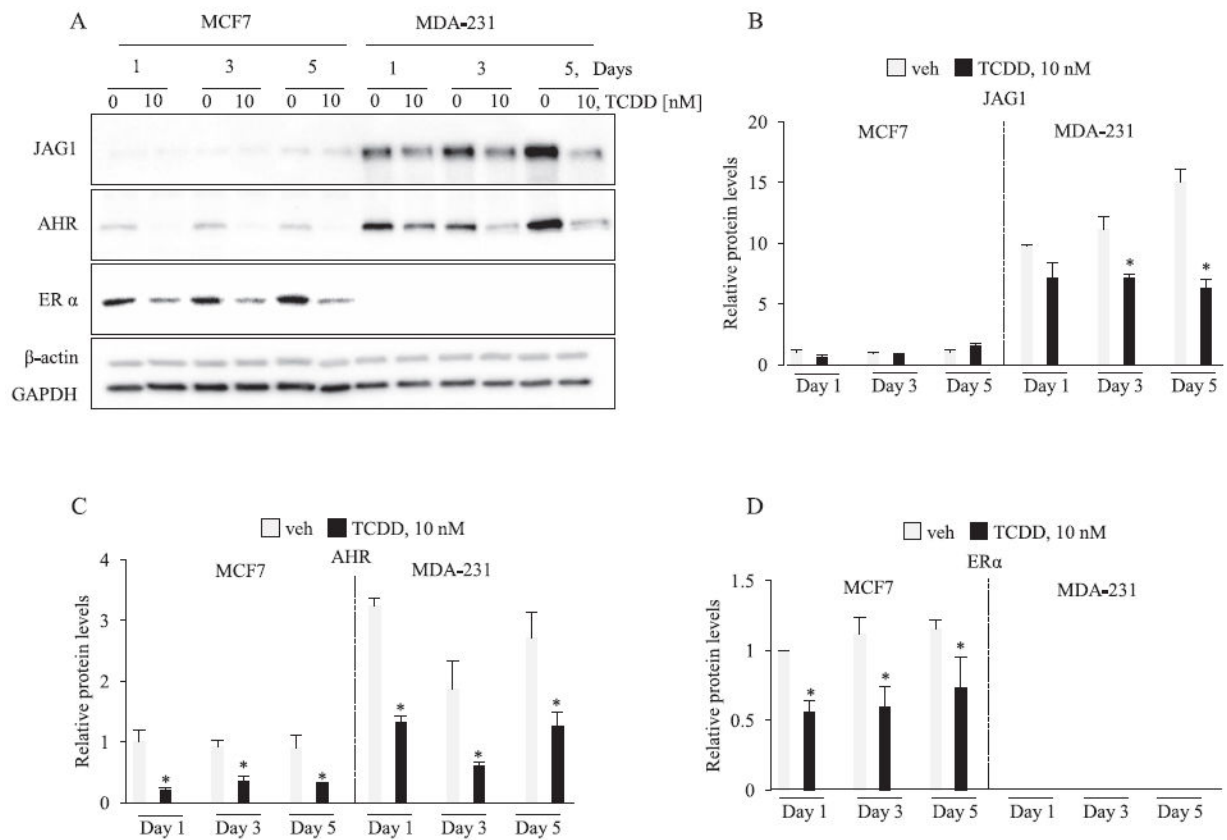 A
MCF7
MDA-231
1 3 5 1 3 5, Days
0 10 0 10 0 10 0 10 0 10 0 10, TCDD [nM]
JAG1
AHR
ER α
β-actin
GAPDH
B
veh TCDD, 10 nM
JAG1
MCF7 MDA-231
Relative protein levels
20
15
10
5
0
Day 1 Day 3 Day 5 Day 1 Day 3 Day 5
* *
C
veh TCDD, 10 nM
AHR
MCF7 MDA-231
Relative protein levels
4
3
2
1
0
* * * * * *
Day 1 Day 3 Day 5 Day 1 Day 3 Day 5
D
veh TCDD, 10 nM
ERα
MCF7 MDA-231
Relative protein levels
1.5
1
0.5
0
* * *
Day 1 Day 3 Day 5 Day 1 Day 3 Day 5